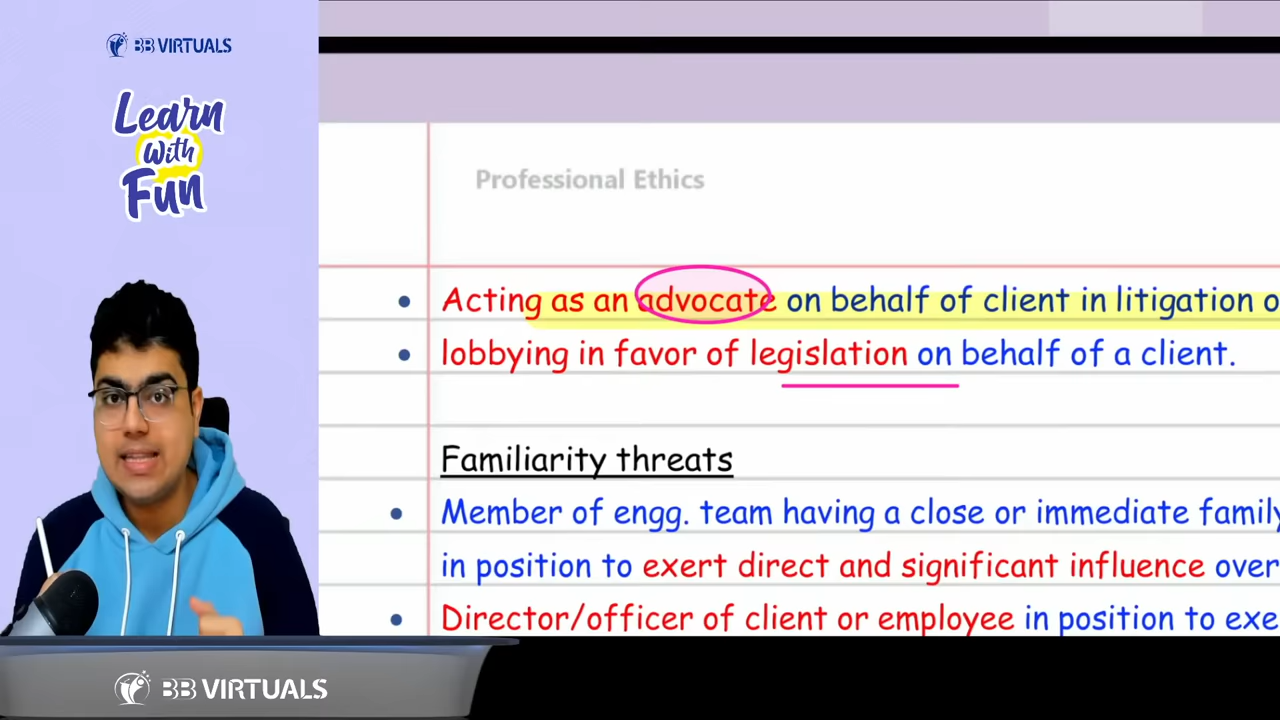 BB VIRTUALS
Learn
With
Fun
Professional Ethics
• Acting as an advocate on behalf of client in litigation
• lobbying in favor of legislation on behalf of a client.
Familiarity threats
• Member of engg. team having a close or immediate family
in position to exert direct and significant influence over
• Director/officer of client or employee in position to
BB VIRTUALS